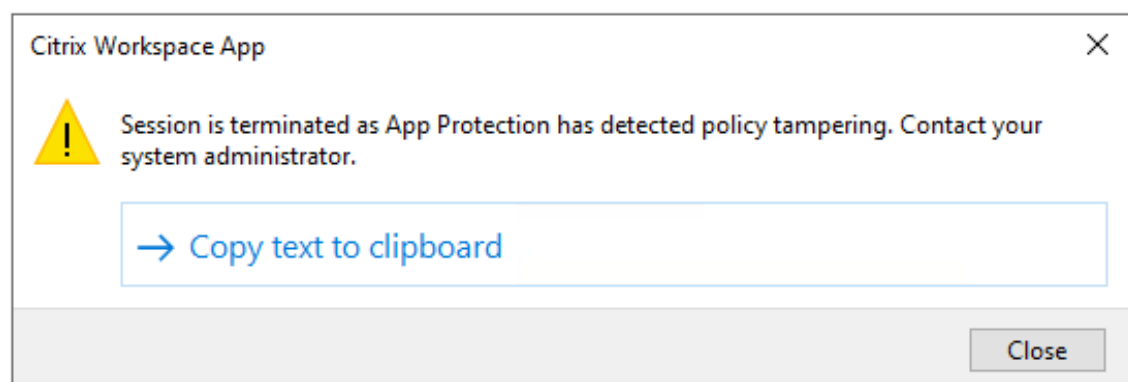 Citrix Workspace App
Session is terminated as App Protection has detected policy tampering. Contact your
system administrator.
→ Copy text to clipboard
Close